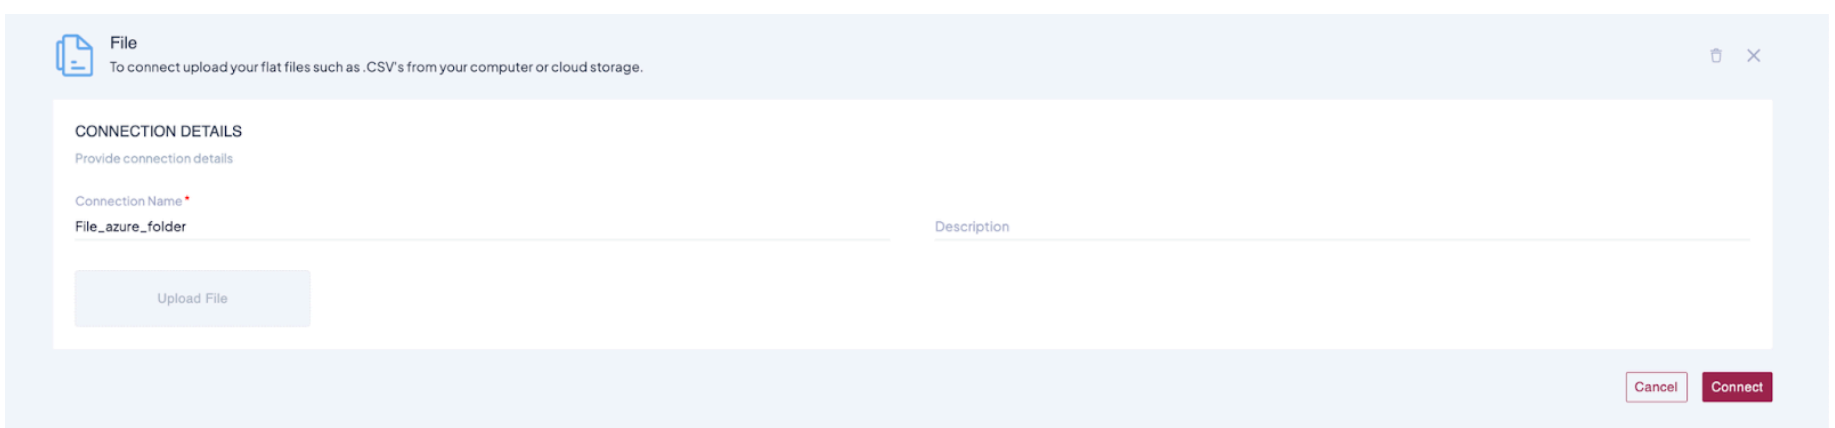 File
To connect upload your flat files such as .CSV's from your computer or cloud storage.
CONNECTION DETAILS
Provide connection details
Connection Name*
File_azure_folder
Description
Upload File
Cancel
Connect